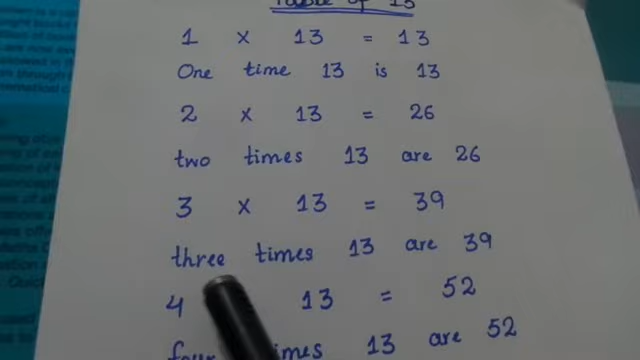 Table of 13
1 × 13 = 13
One time 13 is 13
2 × 13 = 26
two times 13 are 26
3 × 13 = 39
three times 13 are 39
4 13 = 52
four times 13 are 52